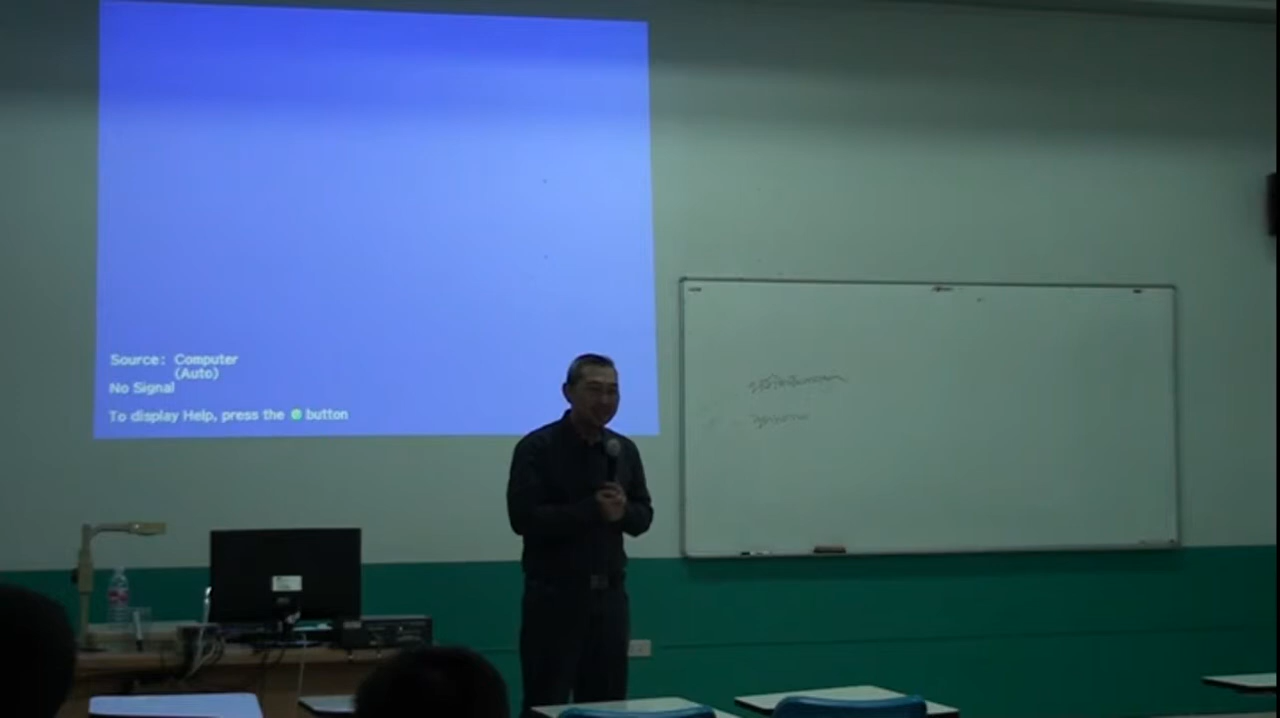 Source: Computer
(Auto)
No Signal
To display Help, press the button